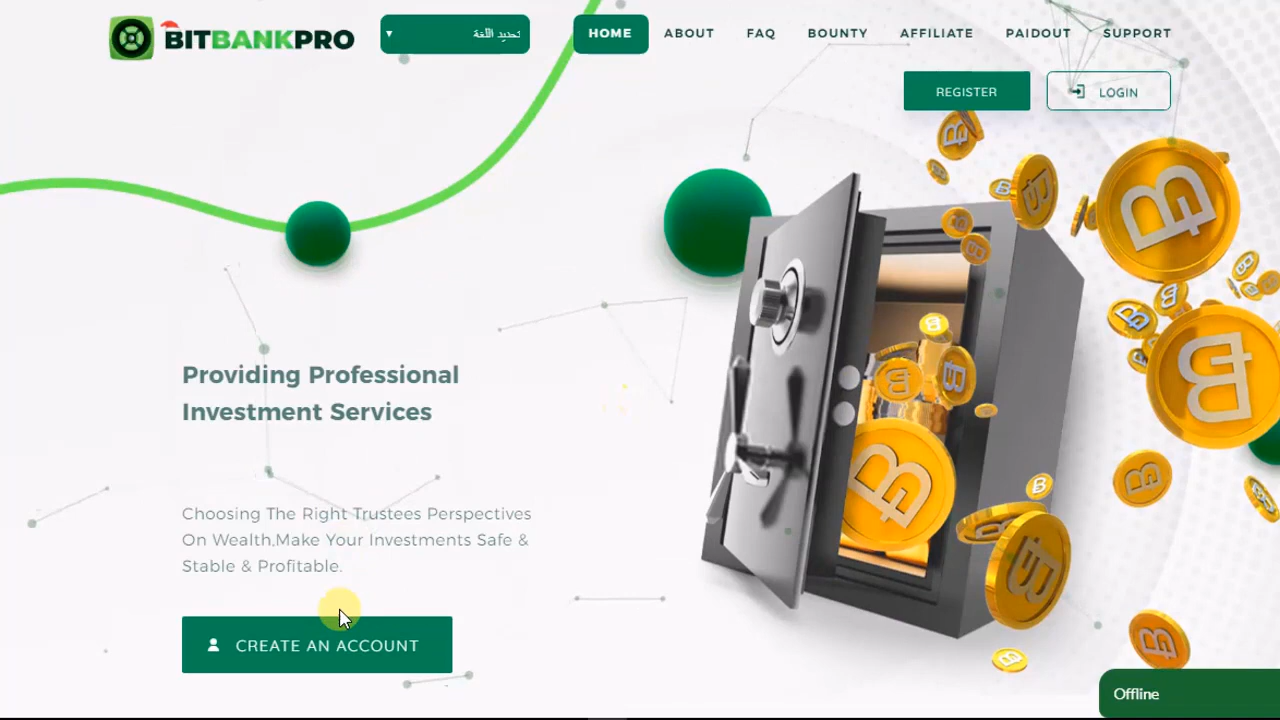 BITBANKPRO
تحديد اللغة
HOME
ABOUT
FAQ
BOUNTY
AFFILIATE
PAIDOUT
SUPPORT
REGISTER
LOGIN
Providing Professional
Investment Services
Choosing The Right Trustees Perspectives
On Wealth,Make Your Investments Safe &
Stable & Profitable.
CREATE AN ACCOUNT
Offline